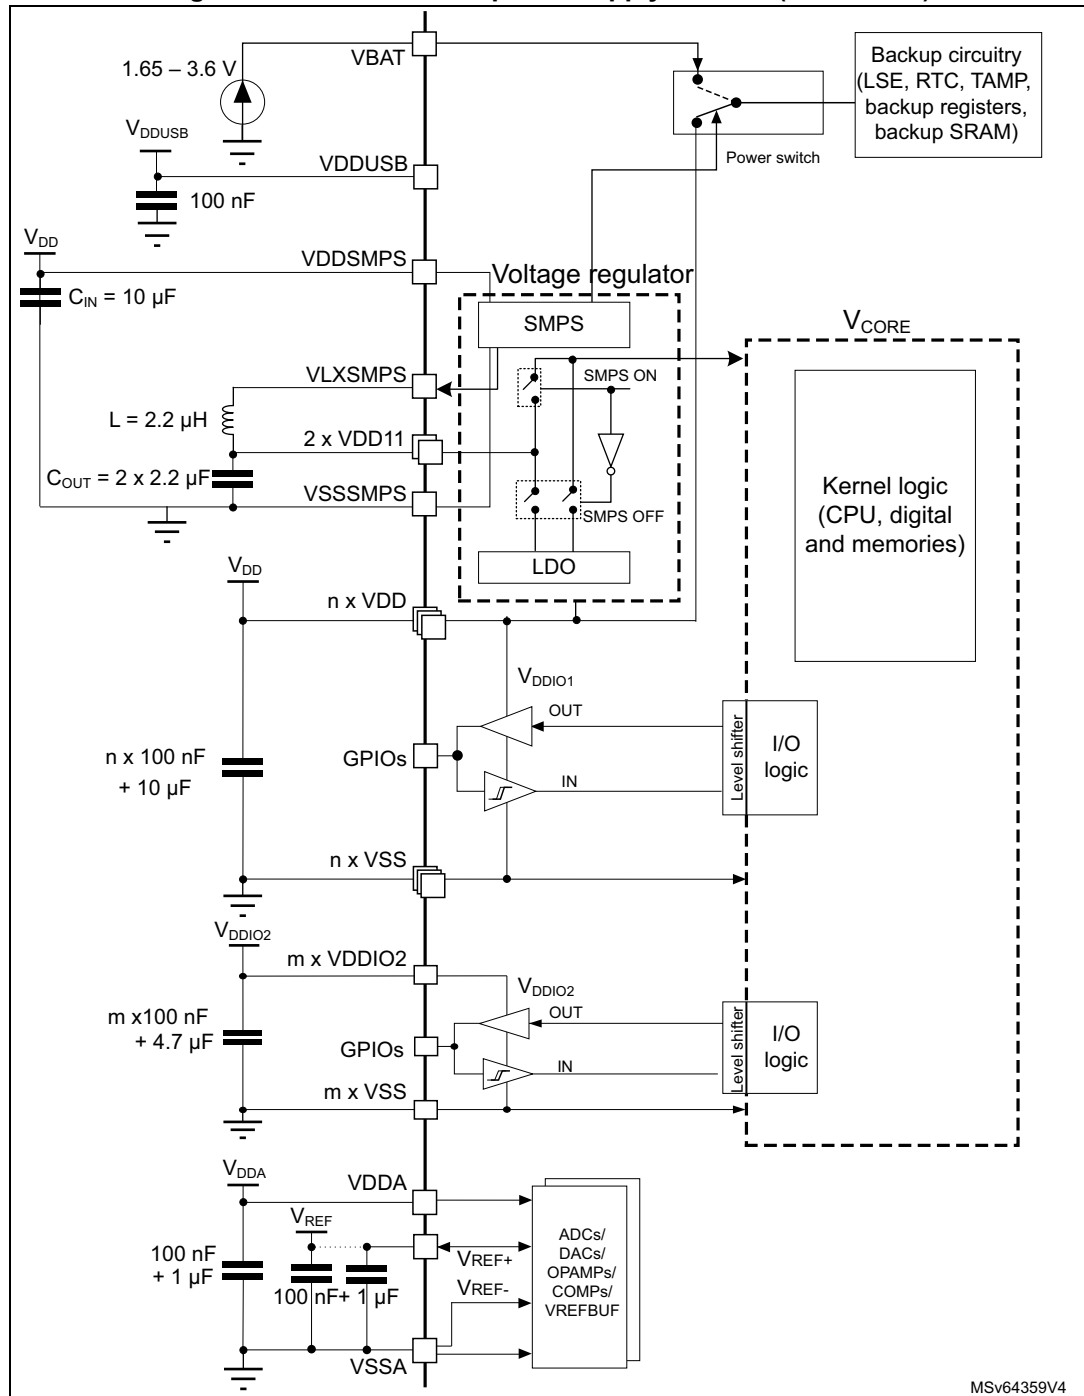 VBAT
1.65 – 3.6 V
Backup circuitry
(LSE, RTC, TAMP,
backup registers,
backup SRAM)
Power switch
VDDUSB
VDDUSB
100 nF
VDD
VDDSMPS
CIN = 10 µF
Voltage regulator
SMPS
VCORE
VLXSMPS
SMPS ON
L = 2.2 µH
2 x VDD11
COUT = 2 x 2.2 µF
VSSSMPS
SMPS OFF
LDO
Kernel logic
(CPU, digital
and memories)
VDD
n x VDD
VDDIO1
OUT
GPIOs
IN
Level shifter
I/O
logic
n x 100 nF
+ 10 µF
n x VSS
VDDIO2
m x VDDIO2
VDDIO2
OUT
m x100 nF
+ 4.7 µF
GPIOs
IN
Level shifter
I/O
logic
m x VSS
VDDA
VDDA
VREF
VREF+
100 nF
+ 1 µF
100 nF+ 1 µF
VREF-
ADCs/
DACs/
OPAMPs/
COMPs/
VREFBUF
VSSA
MSv64359V4